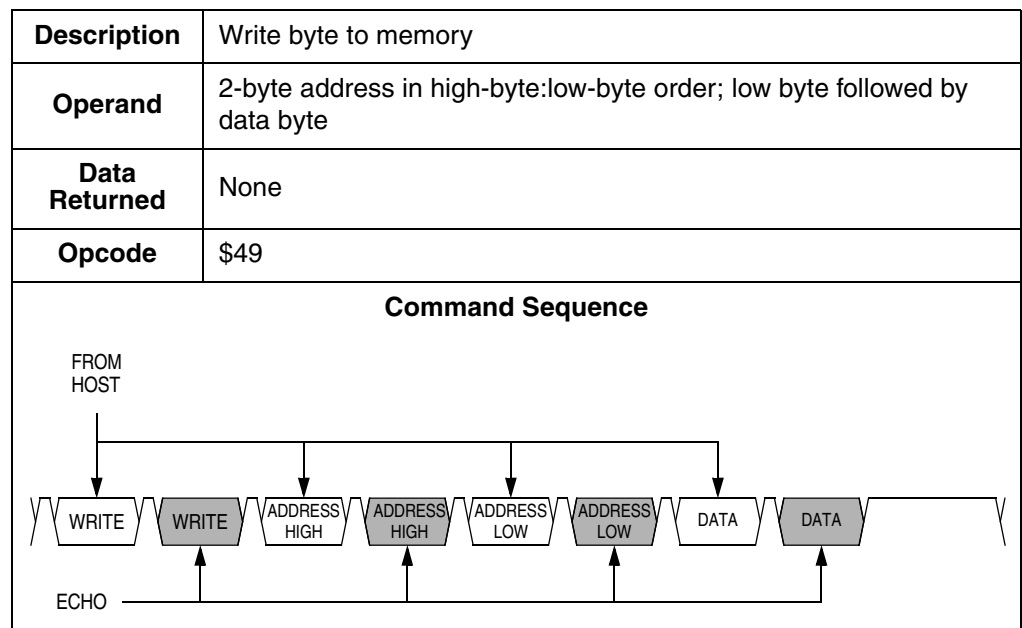 Description Write byte to memory
Operand 2-byte address in high-byte:low-byte order; low byte followed by
data byte
Data
Returned None
Opcode $49
Command Sequence
FROM
HOST
WRITE WRITE ADDRESS HIGH ADDRESS HIGH ADDRESS LOW ADDRESS LOW DATA DATA
ECHO